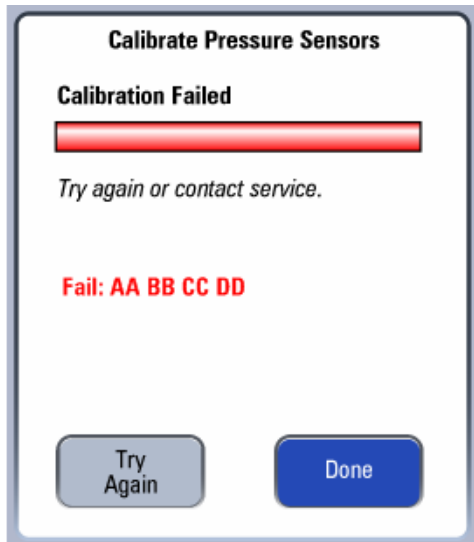 Calibrate Pressure Sensors
Calibration Failed
Try again or contact service.
Fail: AA BB CC DD
Try
Again
Done